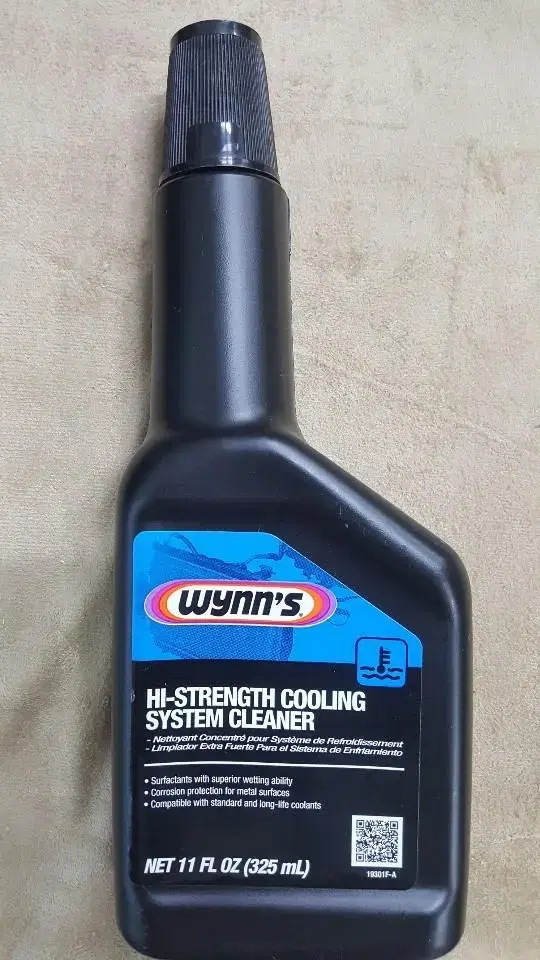 WYNN'S
HI-STRENGTH COOLING
SYSTEM CLEANER
- Nettoyant Concentré pour Système de Refroidissement
- Limpiador Extra Fuerte Para el Sistema de Enfriamiento
• Surfactants with superior wetting ability
• Corrosion protection for metal surfaces
• Compatible with standard and long-life coolants
NET 11 FL OZ (325 mL)
19301F-A